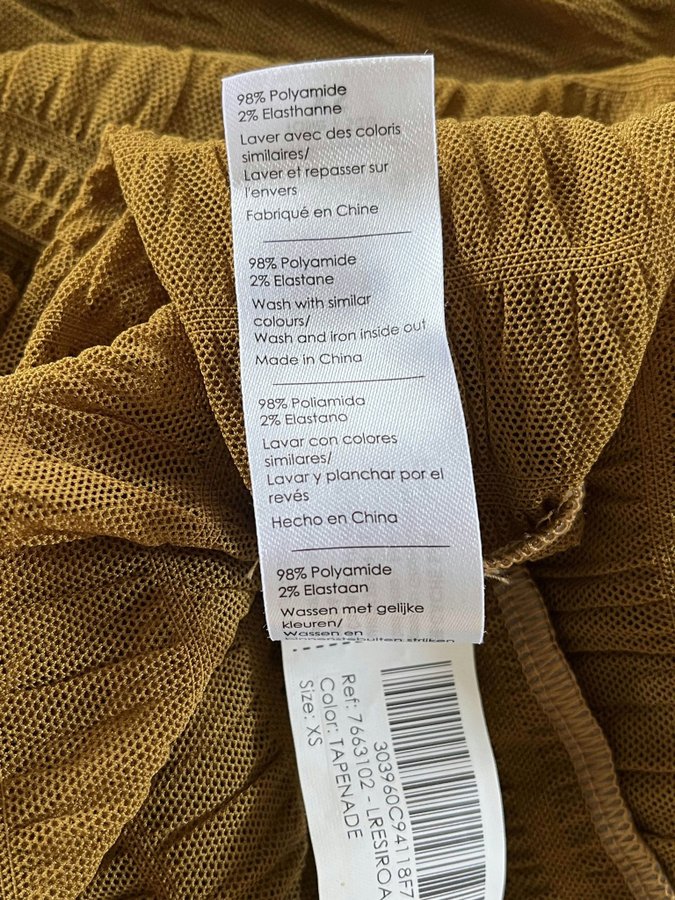 98% Polyamide
2% Elasthanne
Laver avec des coloris
similaires/
Laver et repasser sur
l'envers
Fabriqué en Chine
98% Polyamide
2% Elastane
Wash with similar
colours/
Wash and iron inside out
Made in China
98% Poliamida
2% Elastano
Lavar con colores
similares/
Lavar y planchar por el
revés
Hecho en China
98% Polyamide
2% Elastaan
Wassen met gelijke
kleuren/
Wassen en
binnenstebuiten strijken
303960C94118F7
Ref: 7663102 - LRESIROA
Color: TAPENADE
Size: XS